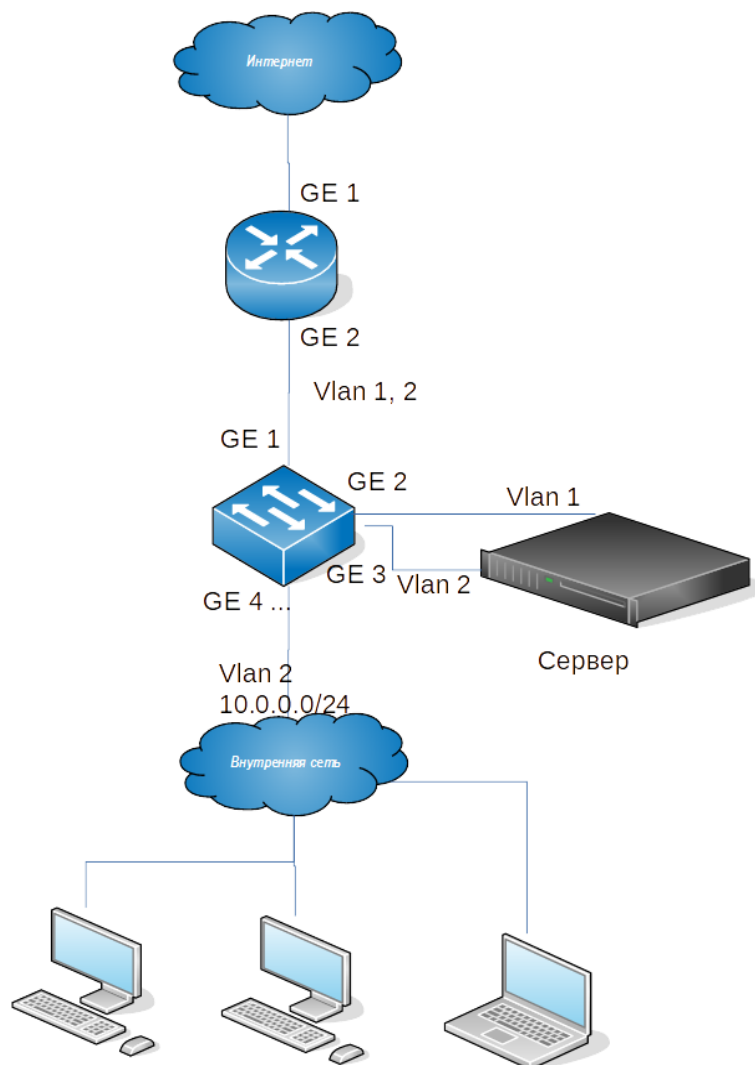 Интернет
GE 1
GE 2
Vlan 1, 2
GE 1
GE 2
Vlan 1
GE 3
Vlan 2
GE 4 ...
Сервер
Vlan 2
10.0.0.0/24
Внутренняя сеть